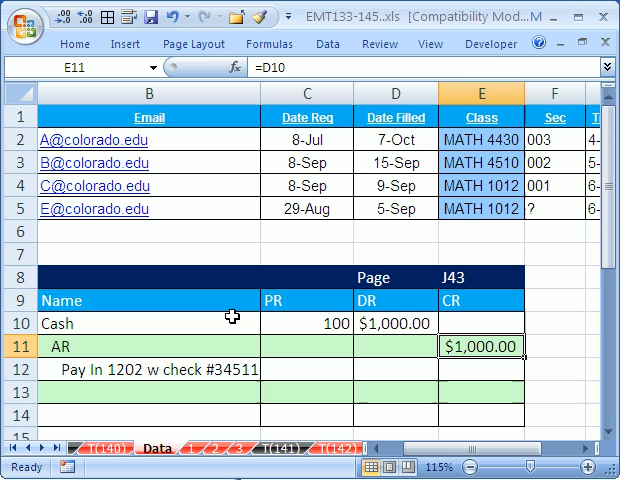 EMT133-145..xls [Compatibility Mod...M
Home Insert Page Layout Formulas Data Review View Developer
E11 fx =D10
B C D E F
1 Email Date Req Date Filled Class Sec
2 A@colorado.edu 8-Jul 7-Oct MATH 4430 003 4-
3 B@colorado.edu 8-Sep 15-Sep MATH 4510 002 5-
4 C@colorado.edu 8-Sep 9-Sep MATH 1012 001 6-
5 E@colorado.edu 29-Aug 5-Sep MATH 1012 ? 6-
6
7
8 Page J43
9 Name PR DR CR
10 Cash 100 $1,000.00
11 AR $1,000.00
12 Pay In 1202 w check #34511
13
14
15
T(140) Data 1 2 3 T(141) T(142)
Ready 115%